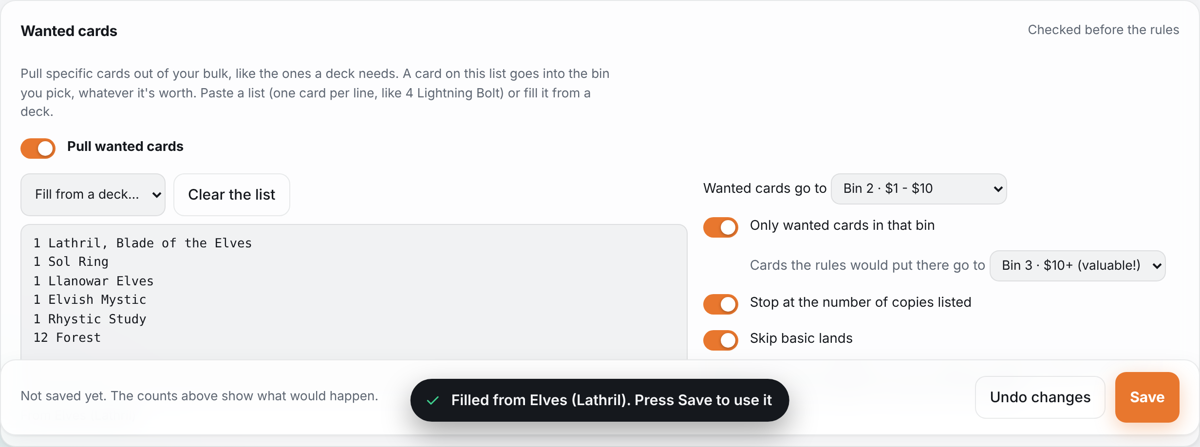 Wanted cards
Checked before the rules
Pull specific cards out of your bulk, like the ones a deck needs. A card on this list goes into the bin
you pick, whatever it's worth. Paste a list (one card per line, like 4 Lightning Bolt) or fill it from a
deck.
Pull wanted cards
Fill from a deck...
Clear the list
1 Lathril, Blade of the Elves
1 Sol Ring
1 Llanowar Elves
1 Elvish Mystic
1 Rhystic Study
12 Forest
Wanted cards go to
Bin 2 · $1 - $10
Only wanted cards in that bin
Cards the rules would put there go to
Bin 3 · $10+ (valuable!)
Stop at the number of copies listed
Skip basic lands
Not saved yet. The counts above show what would happen.
Filled from Elves (Lathril). Press Save to use it
Undo changes
Save